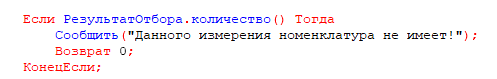 Если РезультатОтбора.количество() Тогда
Сообщить("Данного измерения номенклатура не имеет!");
Возврат 0;
КонецЕсли;